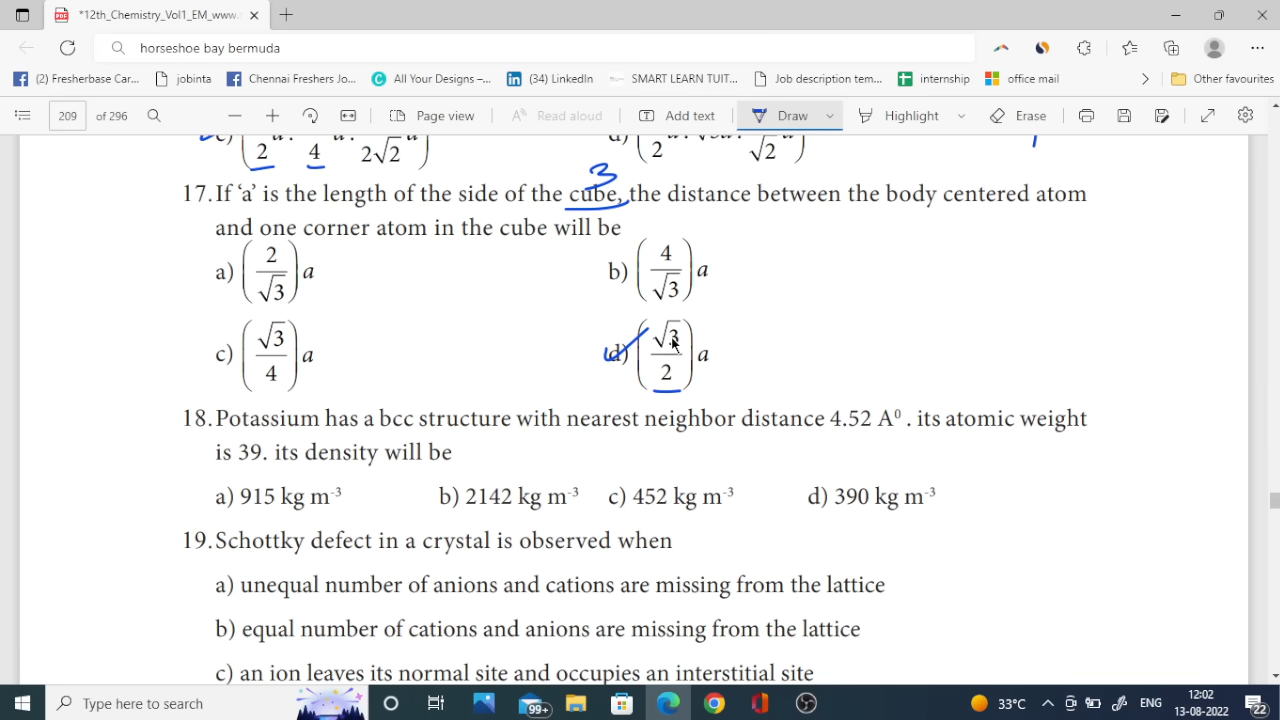 *12th_Chemistry_Vol1_EM_www.
horseshoe bay bermuda
(2) Fresherbase Car... jobinta Chennai Freshers Jo... All Your Designs –... (34) LinkedIn SMART LEARN TUIT... Job description tem... internship office mail Other favourites
209 of 296 Page view Read aloud Add text Draw Highlight Erase
2 4 2√2 2 √2
3
17. If ‘a’ is the length of the side of the cube, the distance between the body centered atom
and one corner atom in the cube will be
a) (2/√3) a b) (4/√3) a
c) (√3/4) a d) (√3/2) a
18. Potassium has a bcc structure with nearest neighbor distance 4.52 A⁰ . its atomic weight
is 39. its density will be
a) 915 kg m⁻³ b) 2142 kg m⁻³ c) 452 kg m⁻³ d) 390 kg m⁻³
19. Schottky defect in a crystal is observed when
a) unequal number of anions and cations are missing from the lattice
b) equal number of cations and anions are missing from the lattice
c) an ion leaves its normal site and occupies an interstitial site
Type here to search 99+ 33°C ENG 12:02
13-08-2022 22